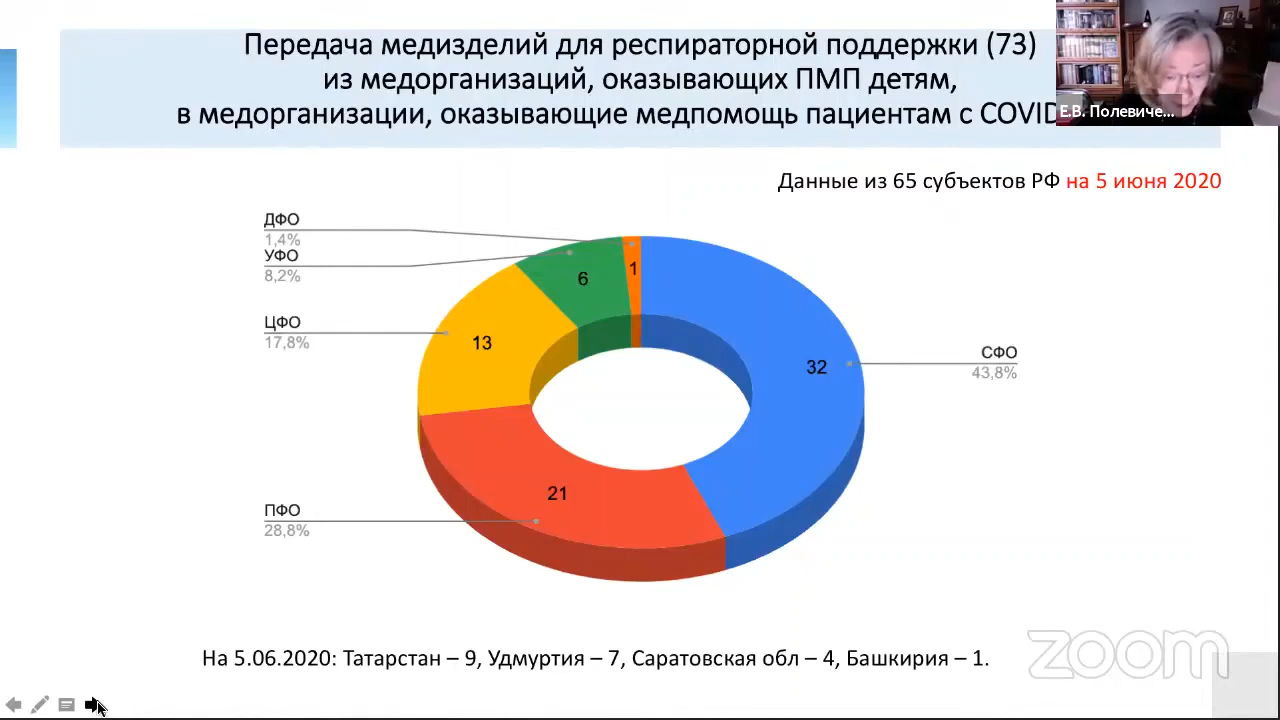 Передача медизделий для респираторной поддержки (73)
из медорганизаций, оказывающих ПМП детям,
в медорганизации, оказывающие медпомощь пациентам с COVID
Е.В. Полевиче...
Данные из 65 субъектов РФ на 5 июня 2020
ДФО
1,4%
УФО
8,2%
ЦФО
17,8%
ПФО
28,8%
СФО
43,8%
1
6
13
32
21
На 5.06.2020: Татарстан – 9, Удмуртия – 7, Саратовская обл – 4, Башкирия – 1.
zoom